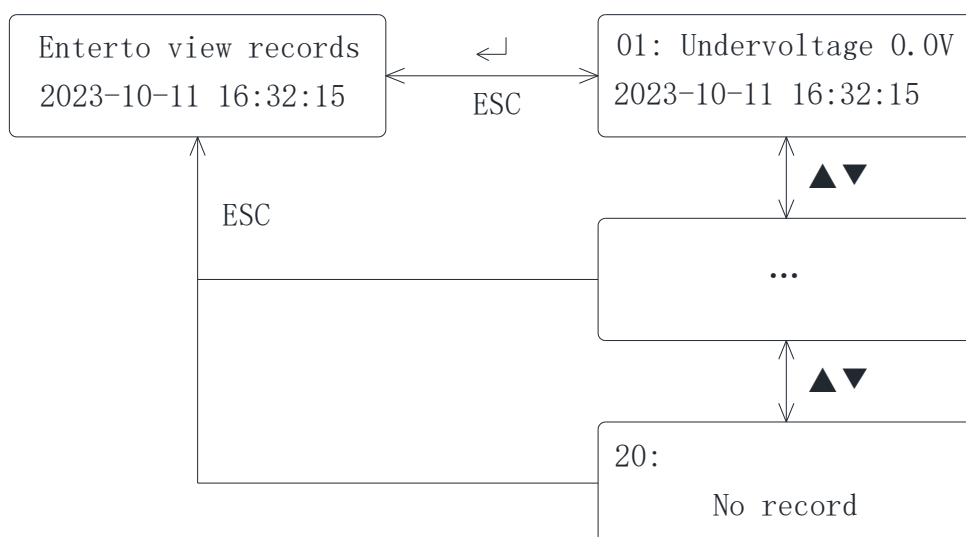 Enterto view records
2023-10-11 16:32:15
ESC
01: Undervoltage 0.0V
2023-10-11 16:32:15
▲▼
ESC
...
▲▼
20:
No record